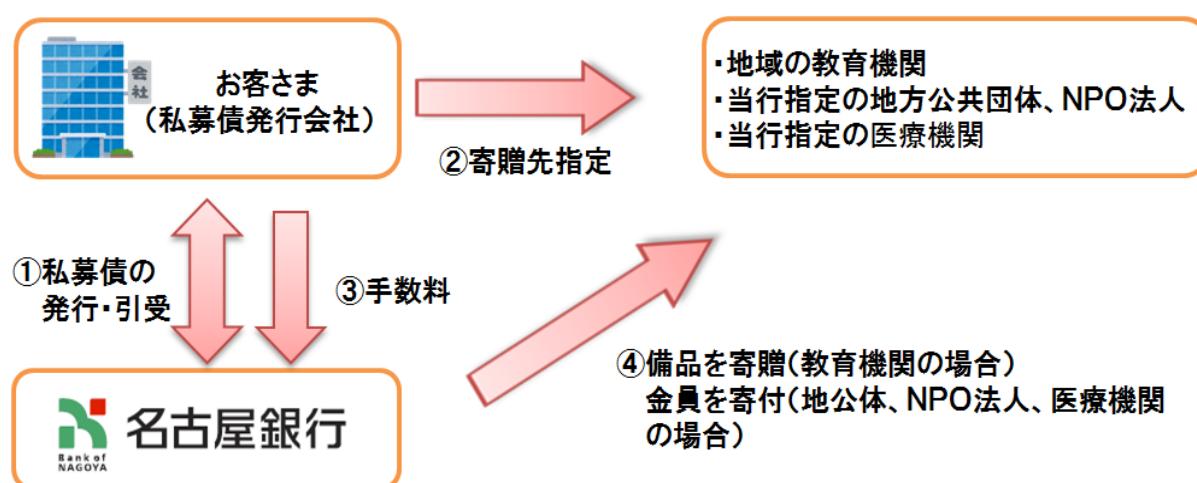 会
社
お客さま
（私募債発行会社）
・地域の教育機関
・当行指定の地方公共団体、NPO法人
・当行指定の医療機関
②寄贈先指定
①私募債の
発行・引受
③手数料
④備品を寄贈（教育機関の場合）
金員を寄付（地公体、NPO法人、医療機関
の場合）
名古屋銀行
Bank of
NAGOYA